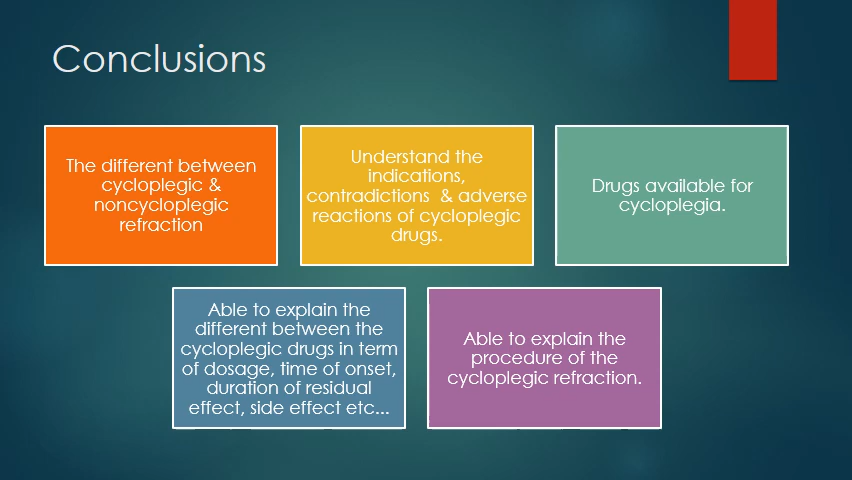 Conclusions
The different between
cycloplegic &
noncycloplegic
refraction
Understand the
indications,
contradictions & adverse
reactions of cycloplegic
drugs.
Drugs available for
cycloplegia.
Able to explain the
different between the
cycloplegic drugs in term
of dosage, time of onset,
duration of residual
effect, side effect etc...
Able to explain the
procedure of the
cycloplegic refraction.